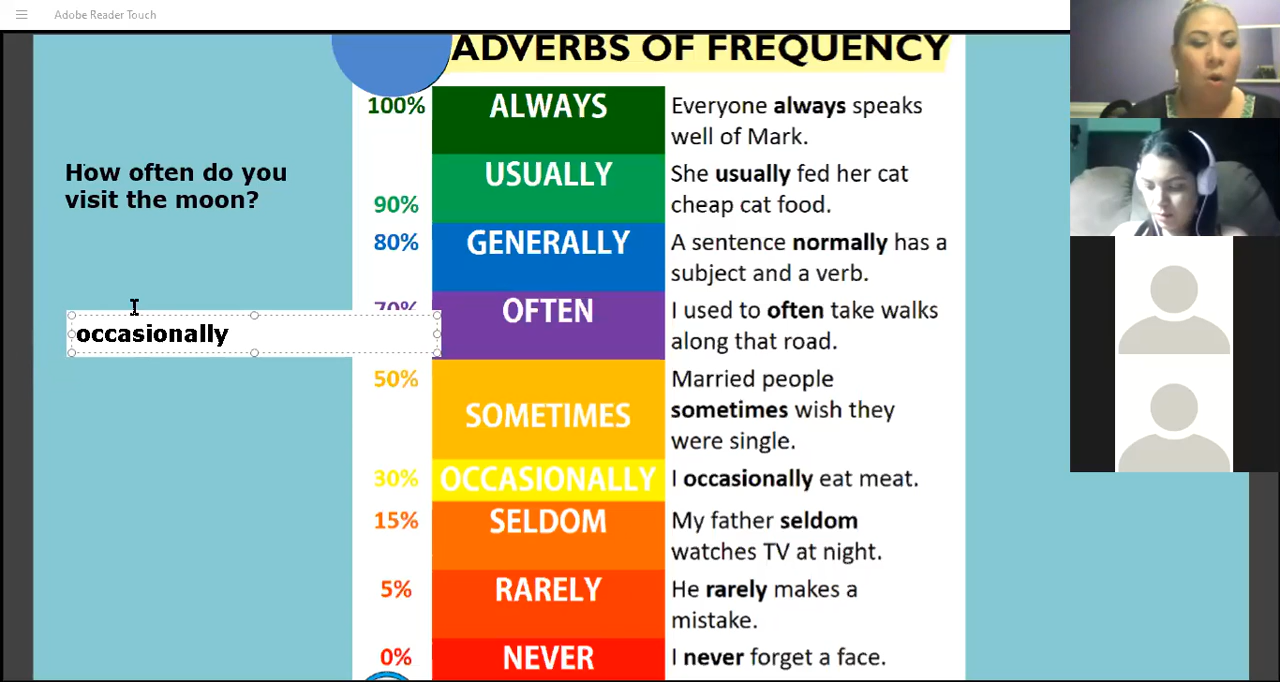 Adobe Reader Touch
ADVERBS OF FREQUENCY
How often do you
visit the moon?
occasionally
100% ALWAYS Everyone always speaks
well of Mark.
90% USUALLY She usually fed her cat
cheap cat food.
80% GENERALLY A sentence normally has a
subject and a verb.
70% OFTEN I used to often take walks
along that road.
50% SOMETIMES Married people
sometimes wish they
were single.
30% OCCASIONALLY I occasionally eat meat.
15% SELDOM My father seldom
watches TV at night.
5% RARELY He rarely makes a
mistake.
0% NEVER I never forget a face.